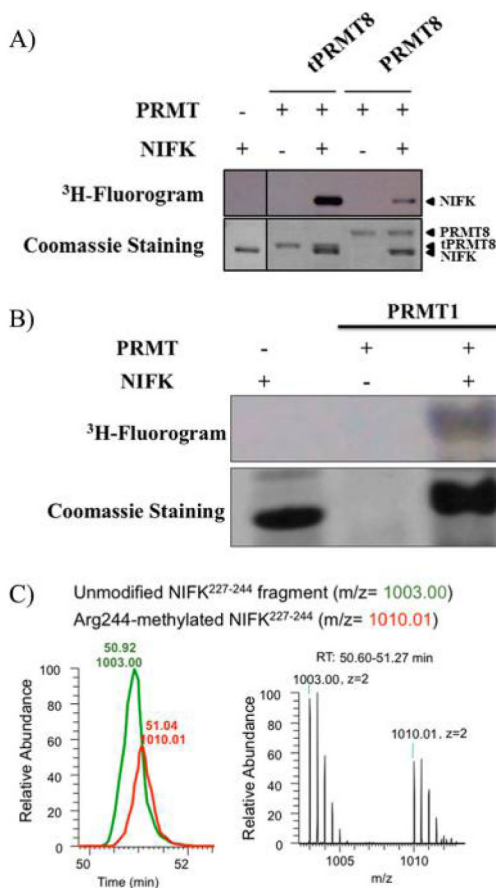 A)
tPRMT8 PRMT8
PRMT - + + + +
NIFK + - + - +
³H-Fluorogram
NIFK
Coomassie Staining
PRMT8
tPRMT8
NIFK
B)
PRMT1
PRMT - + +
NIFK + - +
³H-Fluorogram
Coomassie Staining
C)
Unmodified NIFK²²⁷⁻²⁴⁴ fragment (m/z= 1003.00)
Arg244-methylated NIFK²²⁷⁻²⁴⁴ (m/z= 1010.01)
50.92
1003.00
51.04
1010.01
Relative Abundance
100
80
60
40
20
0
50 52
Time (min)
RT: 50.60-51.27 min
1003.00, z=2
1010.01, z=2
Relative Abundance
100
80
60
40
20
0
1005 1010
m/z